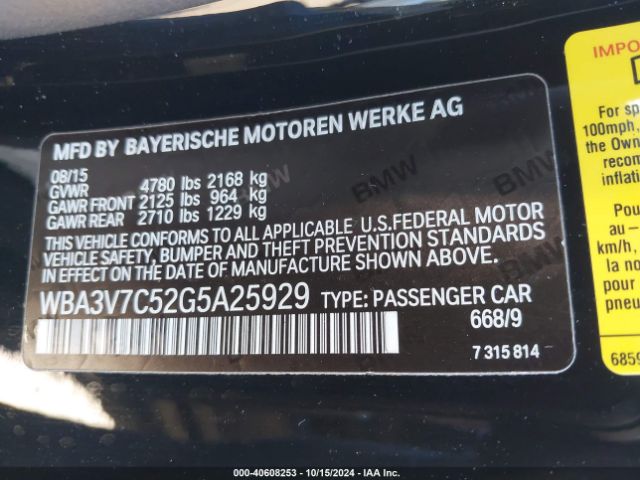 MFD BY BAYERISCHE MOTOREN WERKE AG
08/15
GVWR 4780 lbs 2168 kg
GAWR FRONT 2125 lbs 964 kg
GAWR REAR 2710 lbs 1229 kg
THIS VEHICLE CONFORMS TO ALL APPLICABLE U.S.FEDERAL MOTOR
VEHICLE SAFETY, BUMPER AND THEFT PREVENTION STANDARDS
IN EFFECT ON THE DATE OF MANUFACTURE SHOWN ABOVE.
WBA3V7C52G5A25929 TYPE: PASSENGER CAR
668/9
7 315 814
BMW
BMW
IMPO
For sp
100mph,
the Own
recom
inflati
Pou
au-
km/h,
la no
pneu
000-40608253 - 10/15/2024 - IAA Inc.